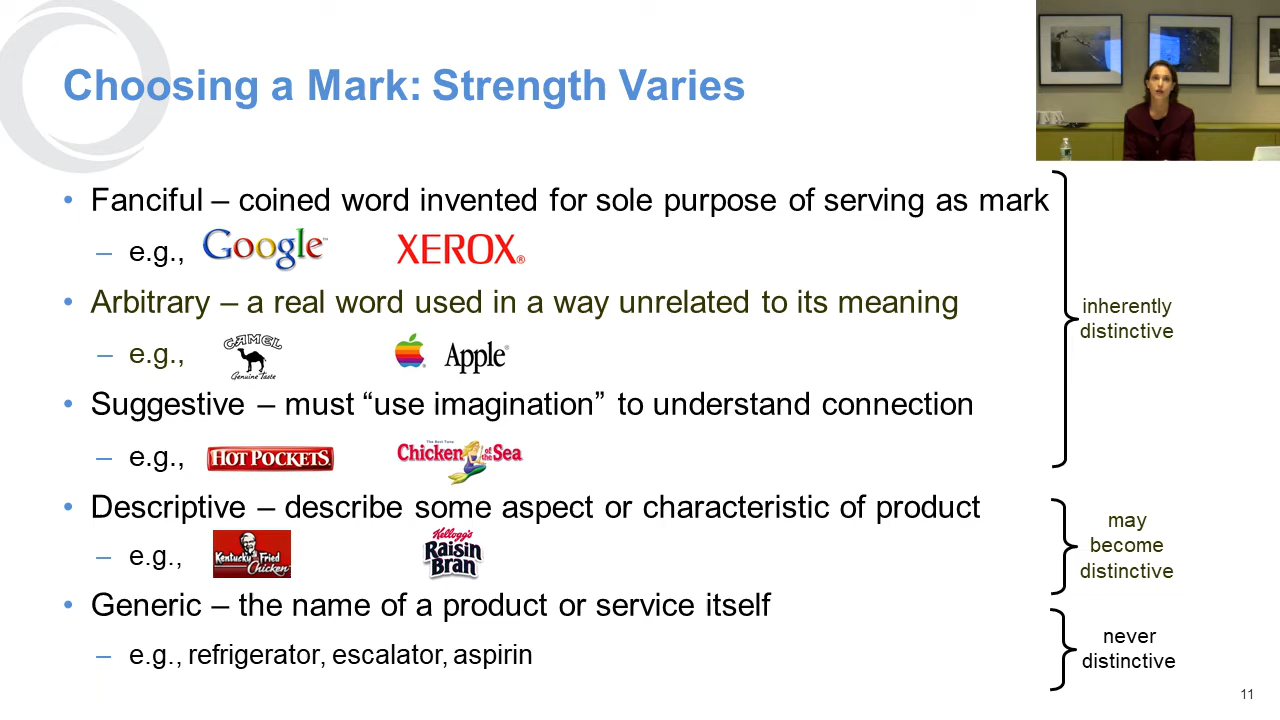 Choosing a Mark: Strength Varies
• Fanciful – coined word invented for sole purpose of serving as mark
– e.g., Google™ XEROX®
• Arbitrary – a real word used in a way unrelated to its meaning
– e.g., CAMEL Genuine Taste Apple®
• Suggestive – must “use imagination” to understand connection
– e.g., HOT POCKETS. The Best Tuna Chicken of the Sea
inherently
distinctive
• Descriptive – describe some aspect or characteristic of product
– e.g., Kentucky Fried Chicken Kellogg's Raisin Bran
may
become
distinctive
• Generic – the name of a product or service itself
– e.g., refrigerator, escalator, aspirin
never
distinctive
11